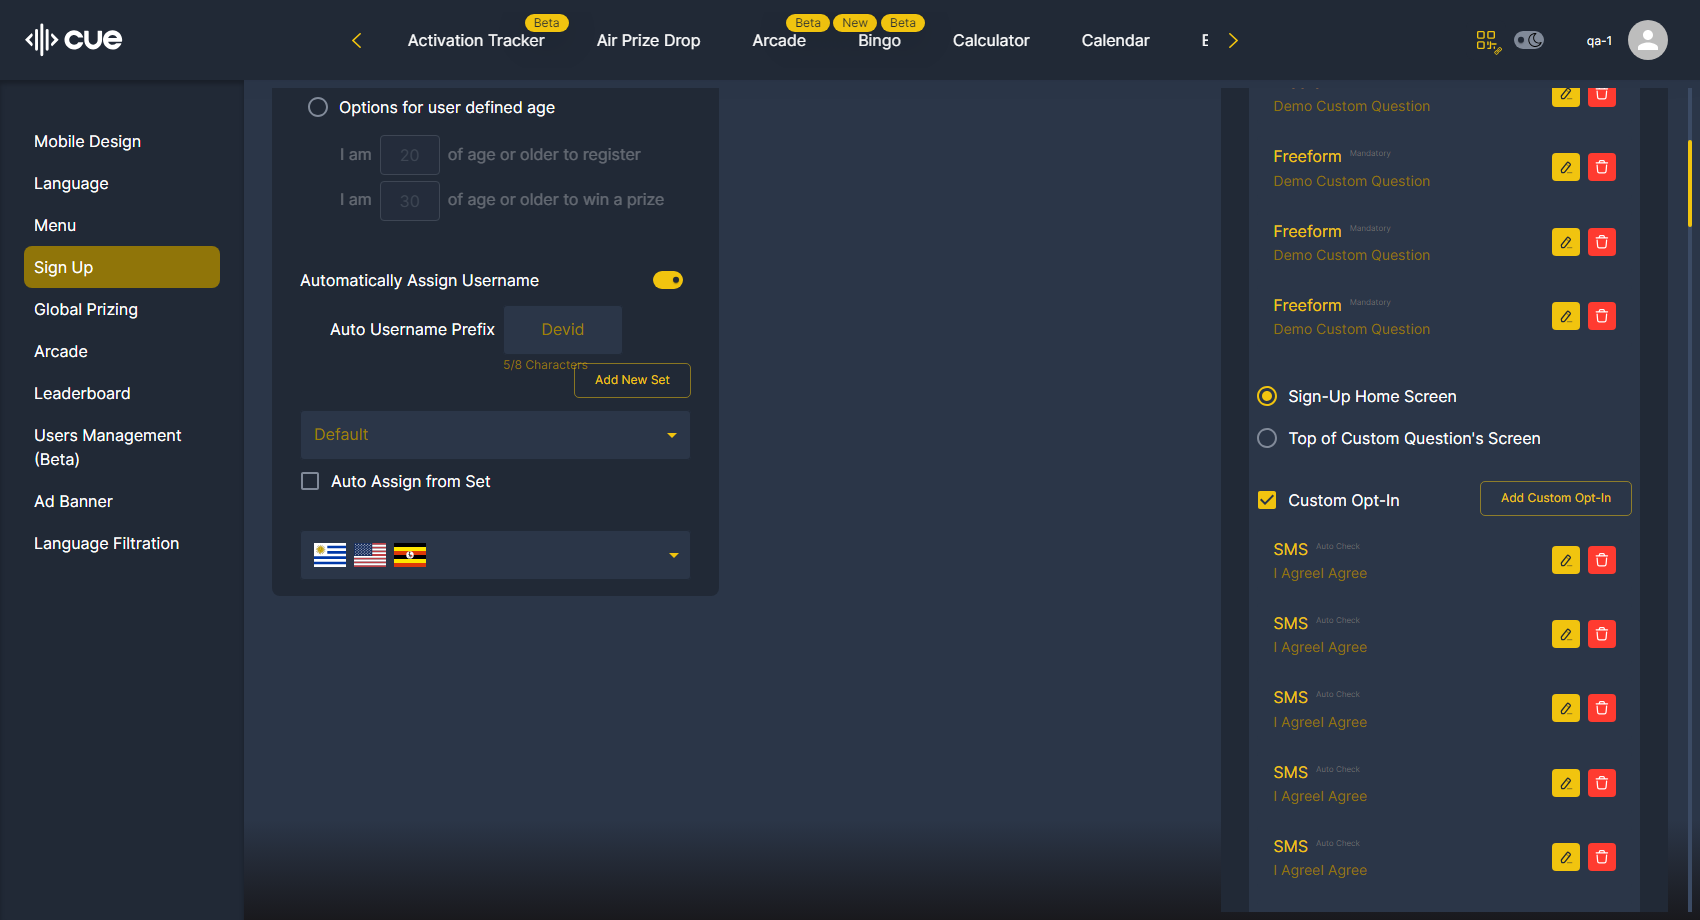 cue
Activation Tracker
Beta
Air Prize Drop
Arcade
Beta
New
Bingo
Beta
Calculator
Calendar
qa-1
Mobile Design
Language
Menu
Sign Up
Global Prizing
Arcade
Leaderboard
Users Management
(Beta)
Ad Banner
Language Filtration
Options for user defined age
I am 20 of age or older to register
I am 30 of age or older to win a prize
Automatically Assign Username
Auto Username Prefix Devid
5/8 Characters
Add New Set
Default
Auto Assign from Set
Demo Custom Question
Freeform Mandatory
Demo Custom Question
Freeform Mandatory
Demo Custom Question
Freeform Mandatory
Demo Custom Question
Sign-Up Home Screen
Top of Custom Question's Screen
Custom Opt-In
Add Custom Opt-In
SMS Auto Check
I AgreeI Agree
SMS Auto Check
I AgreeI Agree
SMS Auto Check
I AgreeI Agree
SMS Auto Check
I AgreeI Agree
SMS Auto Check
I AgreeI Agree